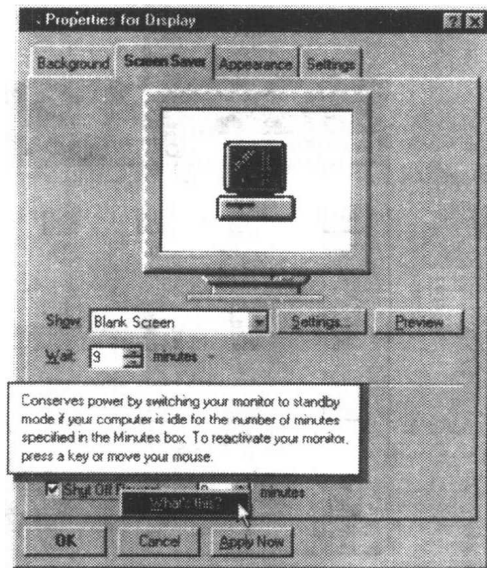 Properties for Display
Background Screen Saver Appearance Settings
Show Blank Screen Settings... Preview
Wait: 9 minutes
Conserves power by switching your monitor to standby
mode if your computer is idle for the number of minutes
specified in the Minutes box. To reactivate your monitor,
press a key or move your mouse.
Shut Off minutes
What's this?
OK Cancel Apply Now